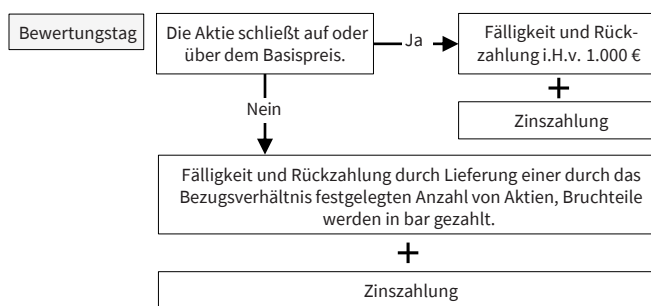 Bewertungstag
Die Aktie schließt auf oder
über dem Basispreis.
Ja
Fälligkeit und Rück-
zahlung i.H.v. 1.000 €
+
Zinszahlung
Nein
Fälligkeit und Rückzahlung durch Lieferung einer durch das
Bezugsverhältnis festgelegten Anzahl von Aktien, Bruchteile
werden in bar gezahlt.
+
Zinszahlung